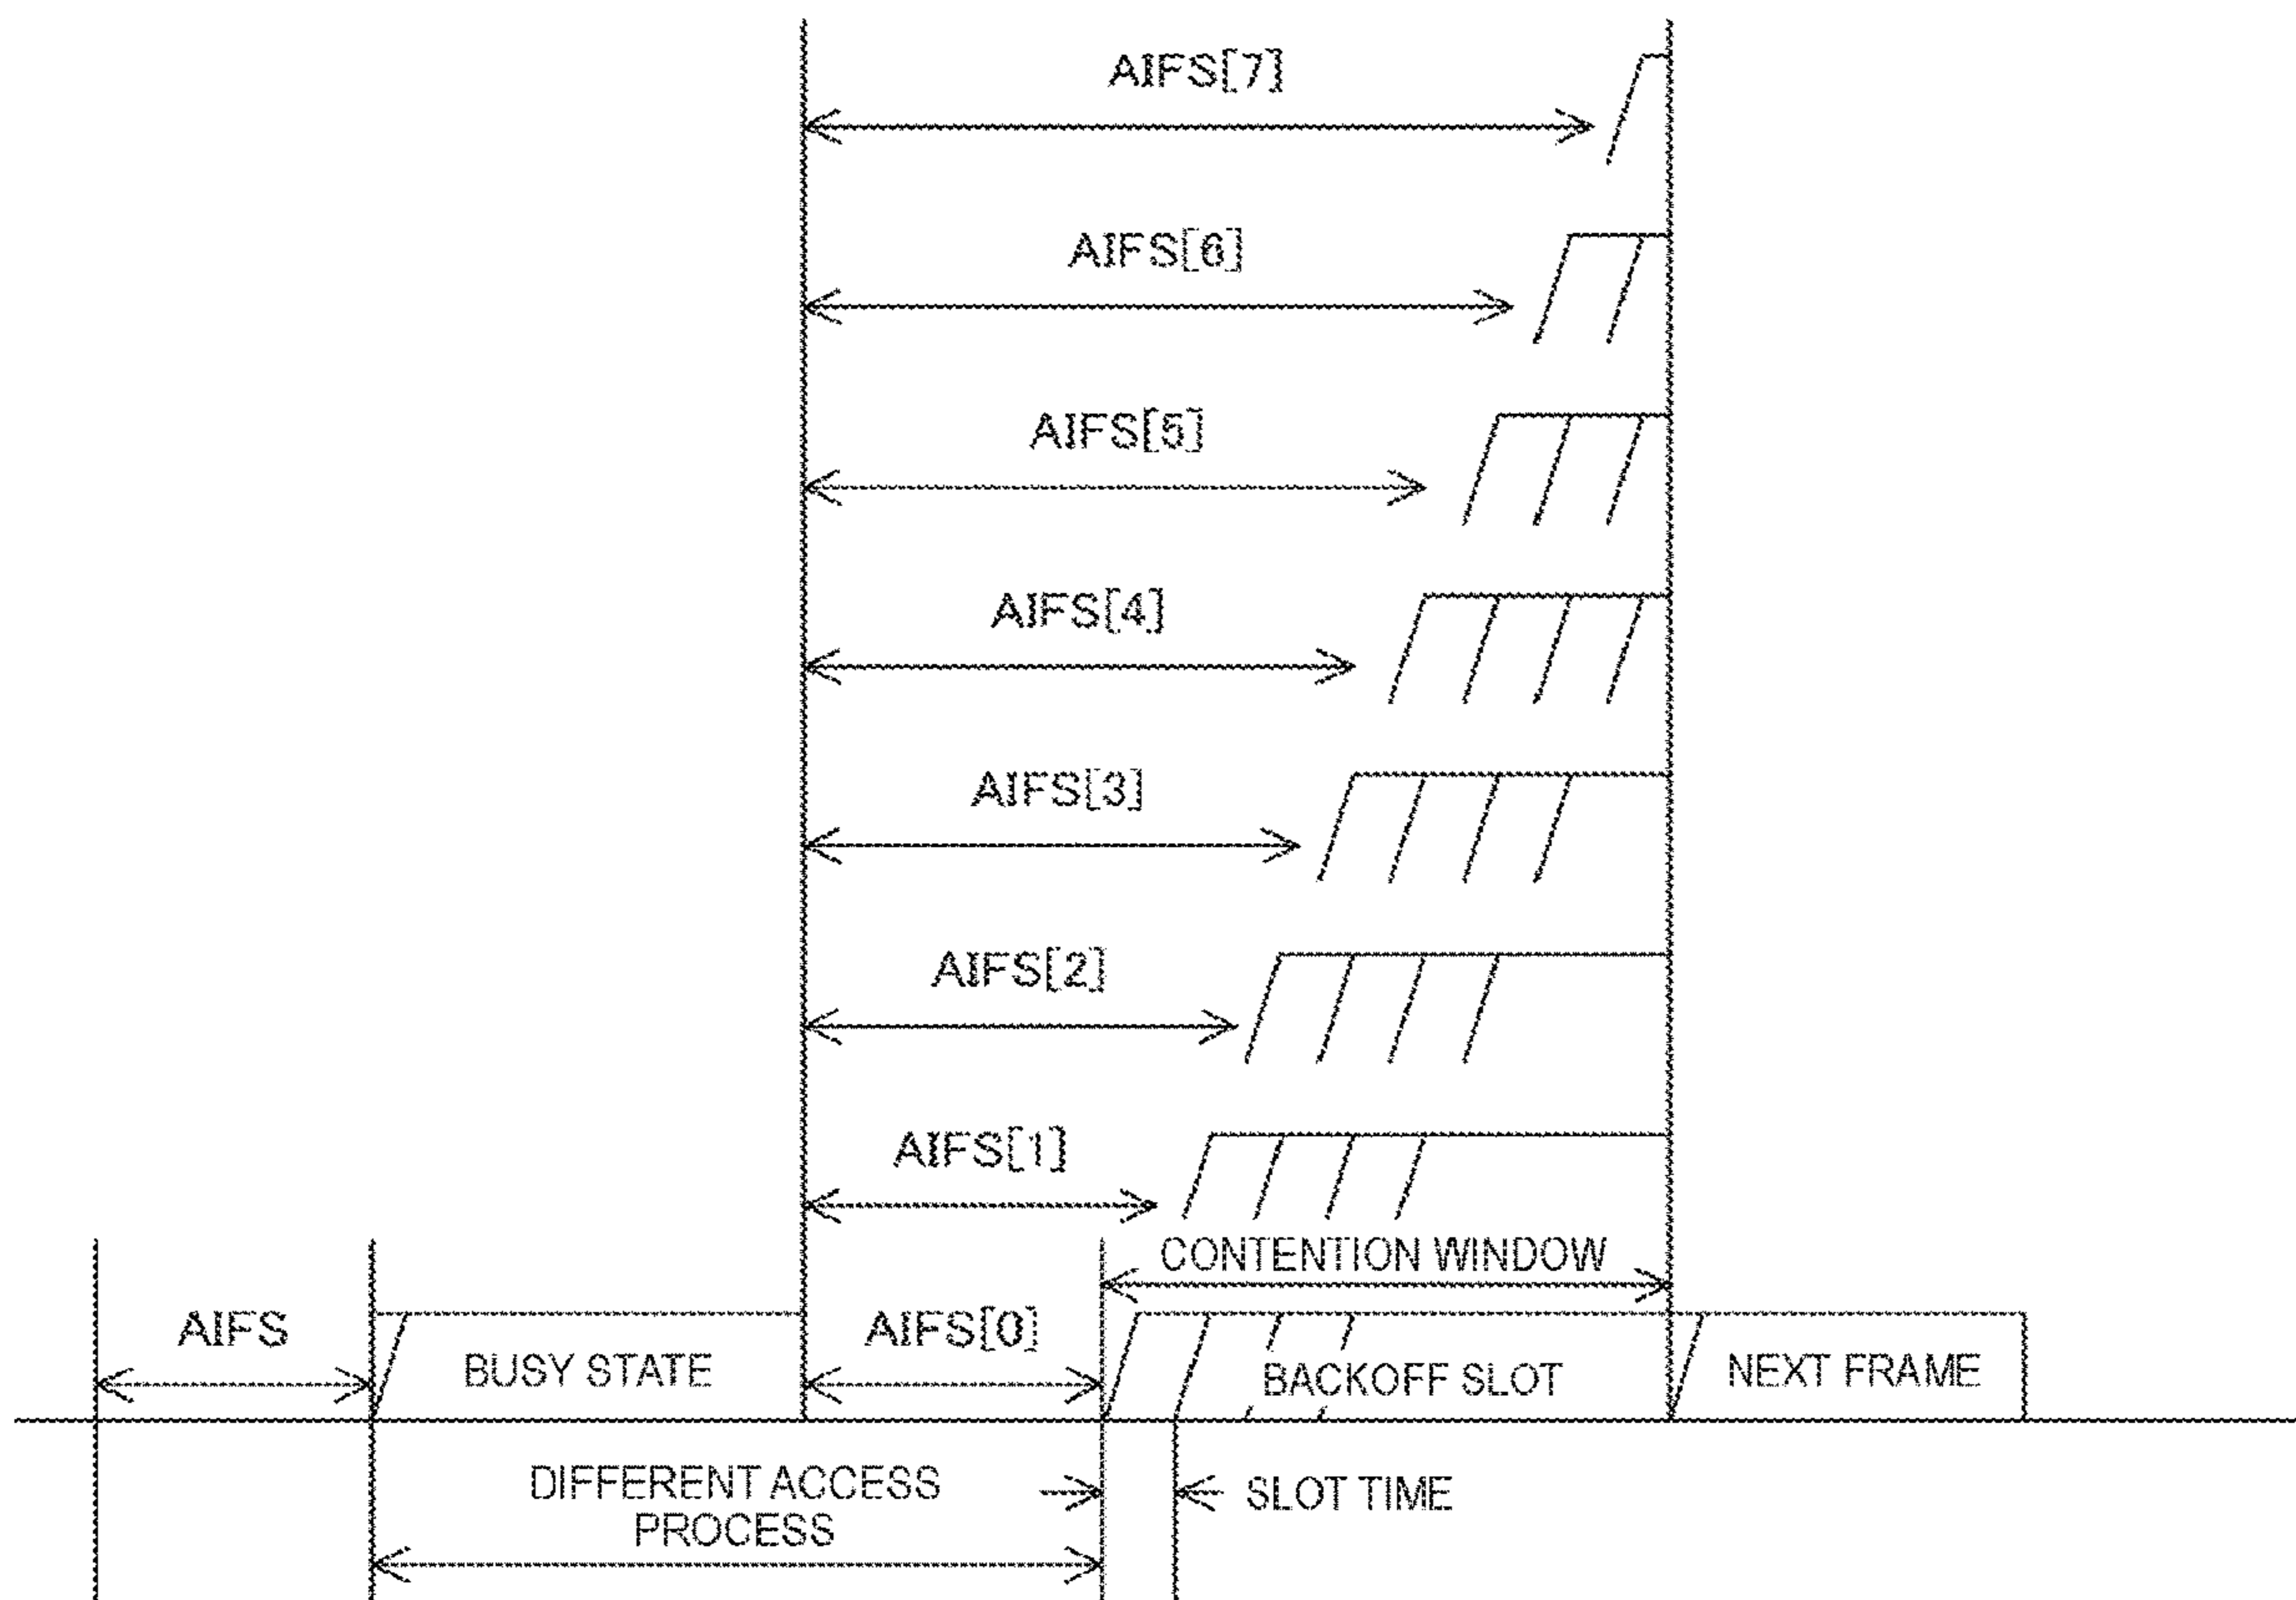 AIFS[7]
AIFS[6]
AIFS[5]
AIFS[4]
AIFS[3]
AIFS[2]
AIFS[1]
CONTENTION WINDOW
AIFS
BUSY STATE
AIFS[0]
BACKOFF SLOT
NEXT FRAME
DIFFERENT ACCESS
PROCESS
SLOT TIME